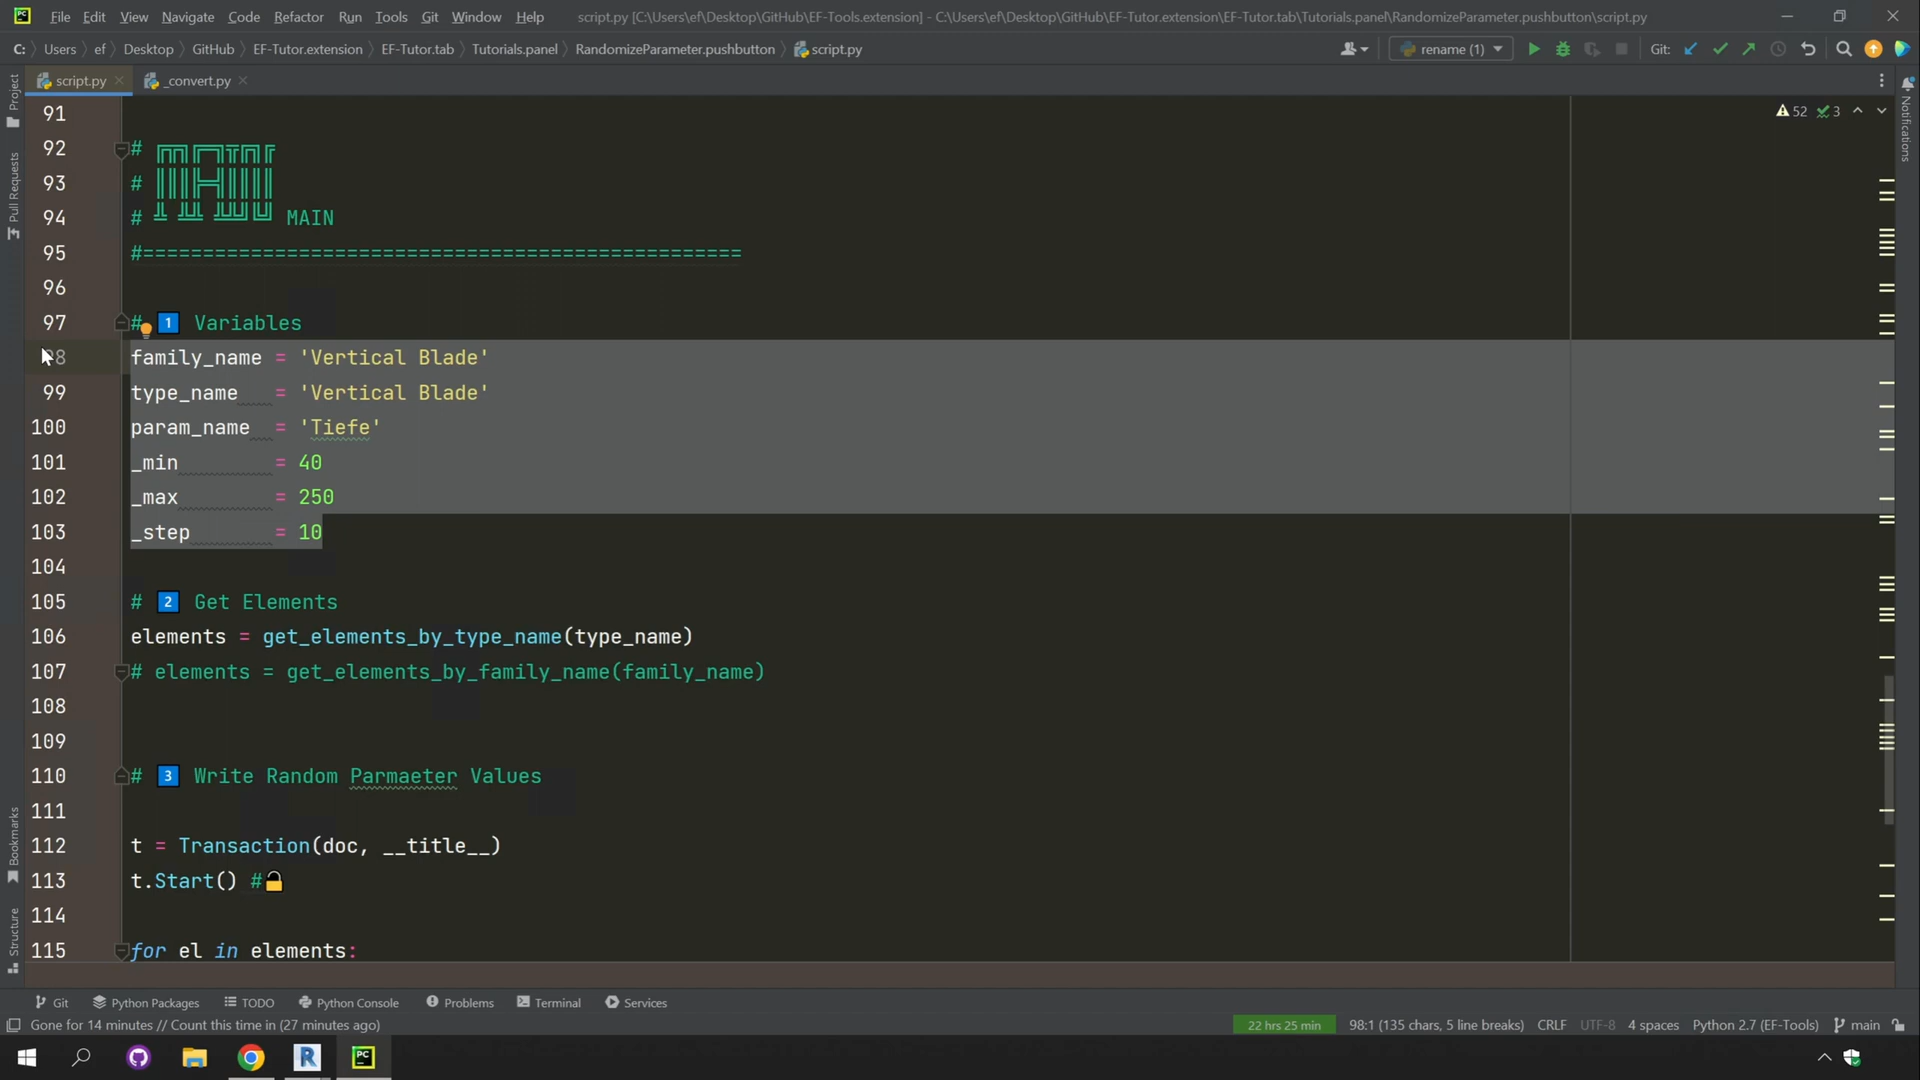 File Edit View Navigate Code Refactor Run Tools Git Window Help script.py [C:\Users\ef\Desktop\GitHub\EF-Tools.extension] - C:\Users\ef\Desktop\GitHub\EF-Tutor.extension\EF-Tutor.tab\Tutorials.panel\RandomizeParameter.pushbutton\script.py
C: Users ef Desktop GitHub EF-Tutor.extension EF-Tutor.tab Tutorials.panel RandomizeParameter.pushbutton script.py rename (1) Git:
script.py _convert.py
Project
Pull Requests
Bookmarks
Structure
Notifications
52 3
91
92 #
93 #
94 # MAIN
95 #==================================================
96
97 # 1 Variables
98 family_name = 'Vertical Blade'
99 type_name = 'Vertical Blade'
100 param_name = 'Tiefe'
101 _min = 40
102 _max = 250
103 _step = 10
104
105 # 2 Get Elements
106 elements = get_elements_by_type_name(type_name)
107 # elements = get_elements_by_family_name(family_name)
108
109
110 # 3 Write Random Parmaeter Values
111
112 t = Transaction(doc, __title__)
113 t.Start() #🔓
114
115 for el in elements:
Git Python Packages TODO Python Console Problems Terminal Services
Gone for 14 minutes // Count this time in (27 minutes ago) 22 hrs 25 min 98:1 (135 chars, 5 line breaks) CRLF UTF-8 4 spaces Python 2.7 (EF-Tools) main